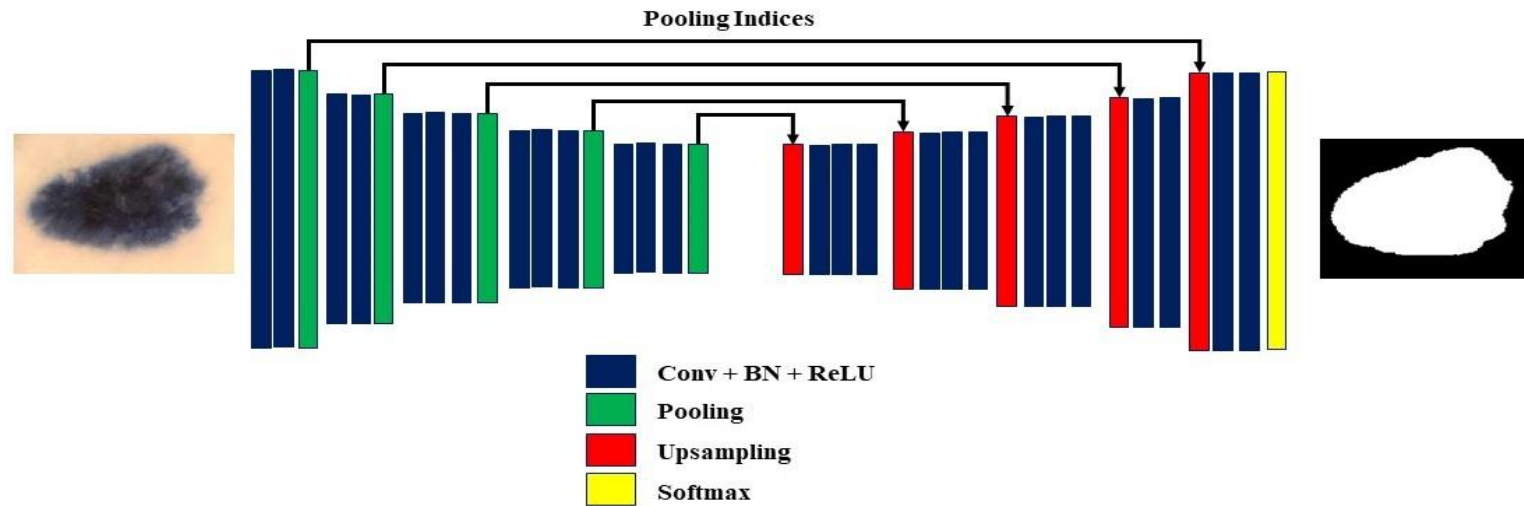 Pooling Indices
Conv + BN + ReLU
Pooling
Upsampling
Softmax